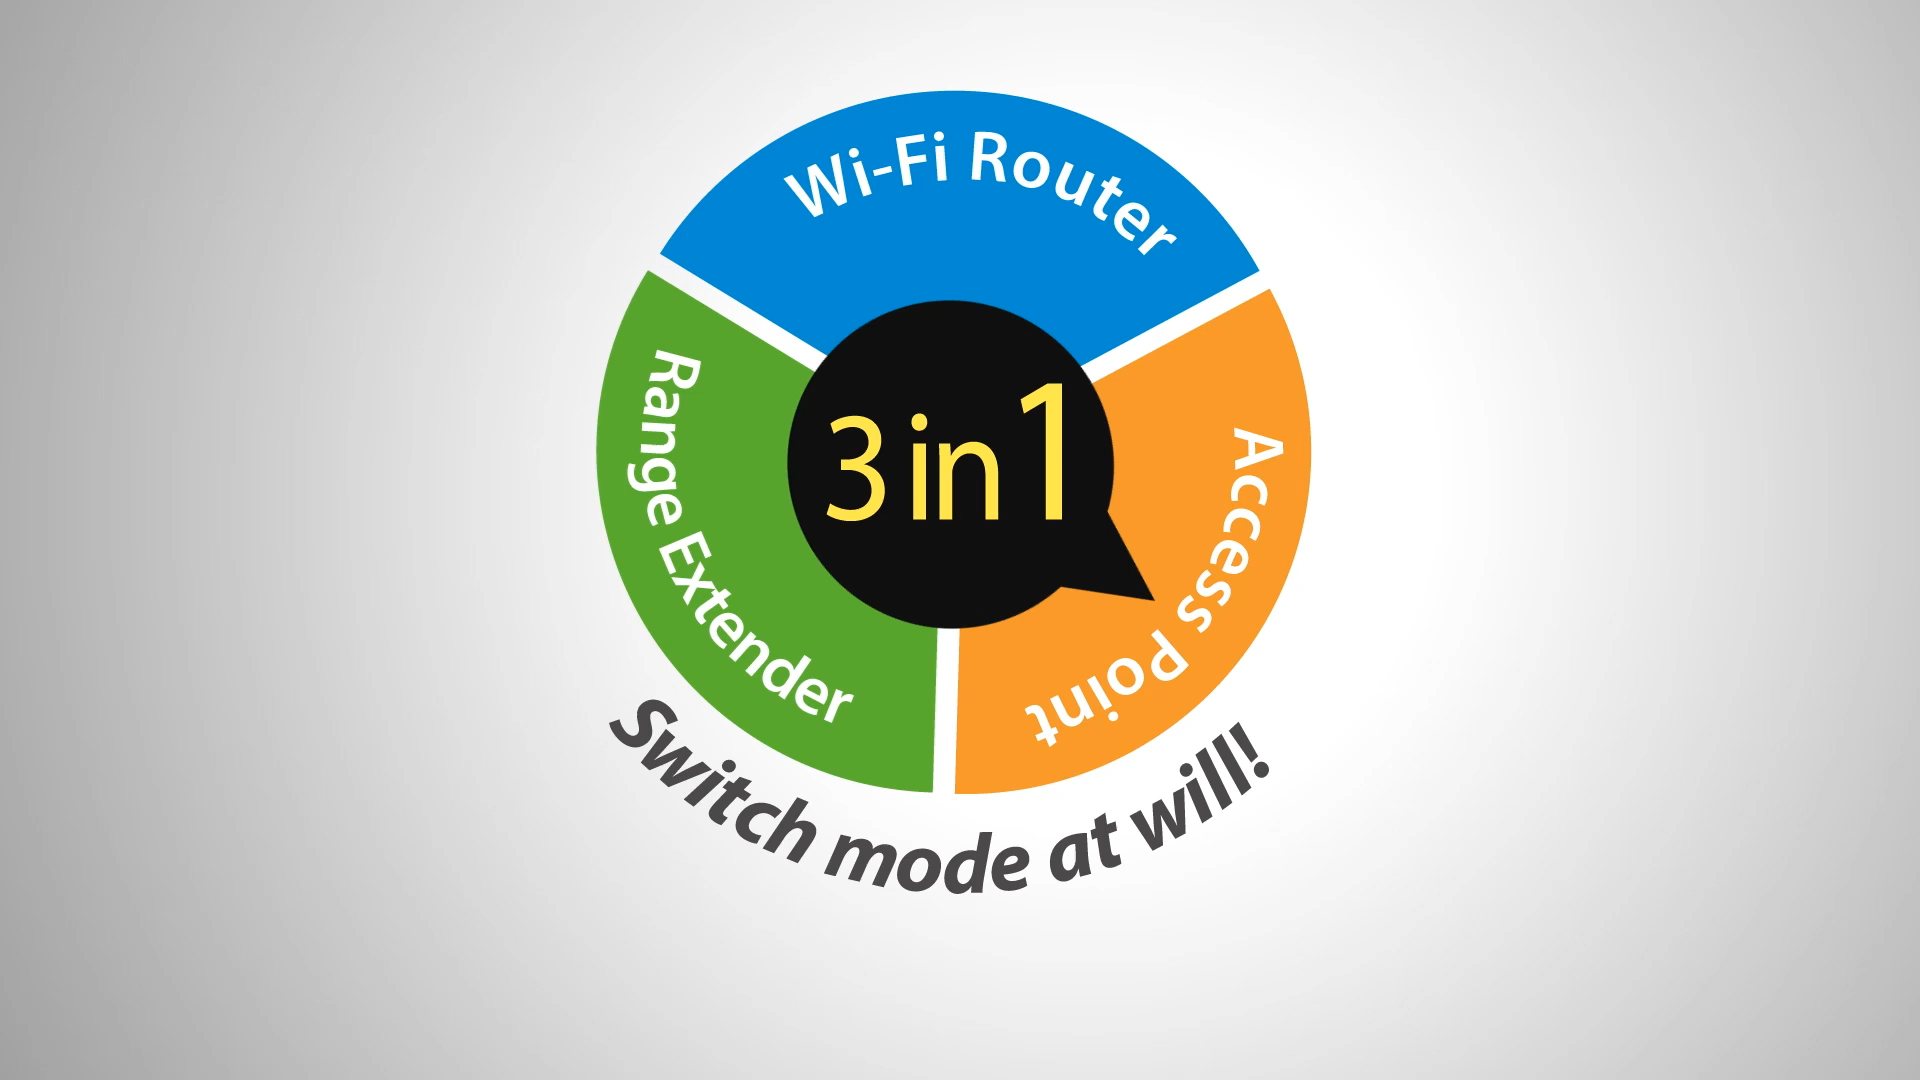 Wi-Fi Router
Range Extender
3 in 1
Access Point
Switch mode at will!